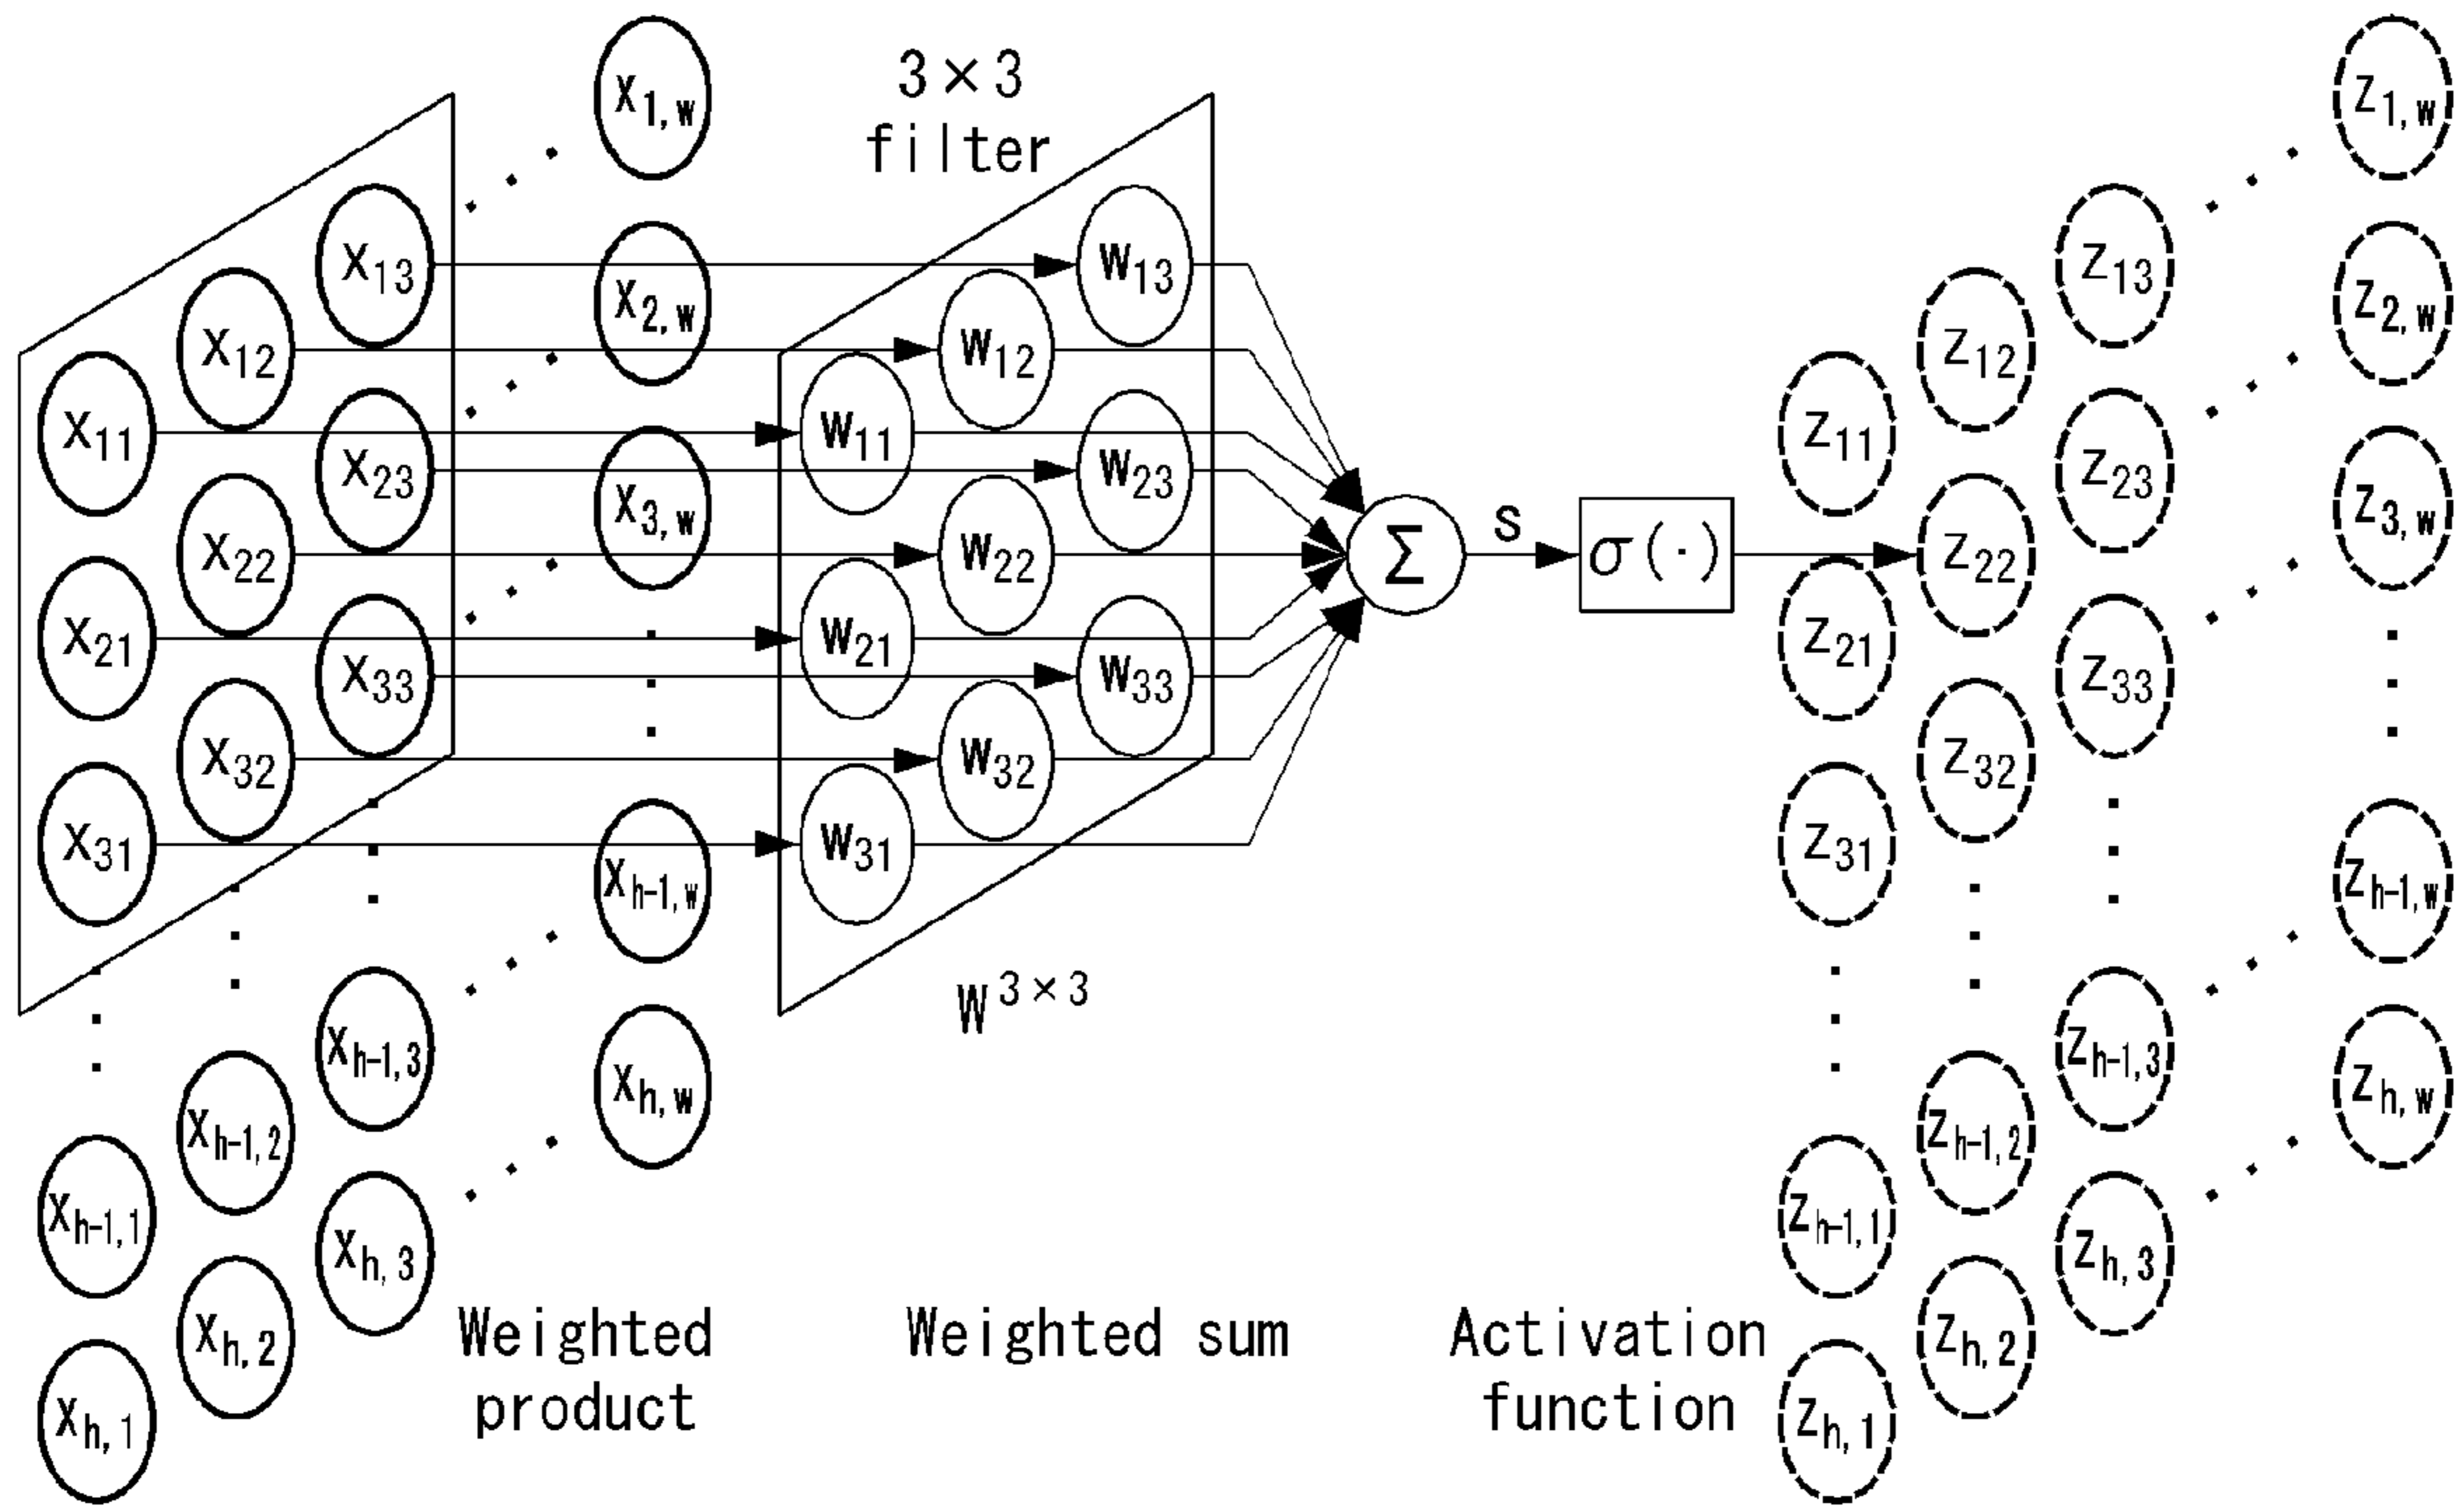 3×3
filter
x11 x12 x13 x1,w
x21 x22 x23 x2,w
x31 x32 x33 x3,w
xh-1,1 xh-1,2 xh-1,3 xh-1,w
xh,1 xh,2 xh,3 xh,w
w11 w12 w13
w21 w22 w23
w31 w32 w33
W3×3
Σ
s
σ(·)
z11 z12 z13 z1,w
z21 z22 z23 z2,w
z31 z32 z33 z3,w
zh-1,1 zh-1,2 zh-1,3 zh-1,w
zh,1 zh,2 zh,3 zh,w
Weighted
product
Weighted sum
Activation
function